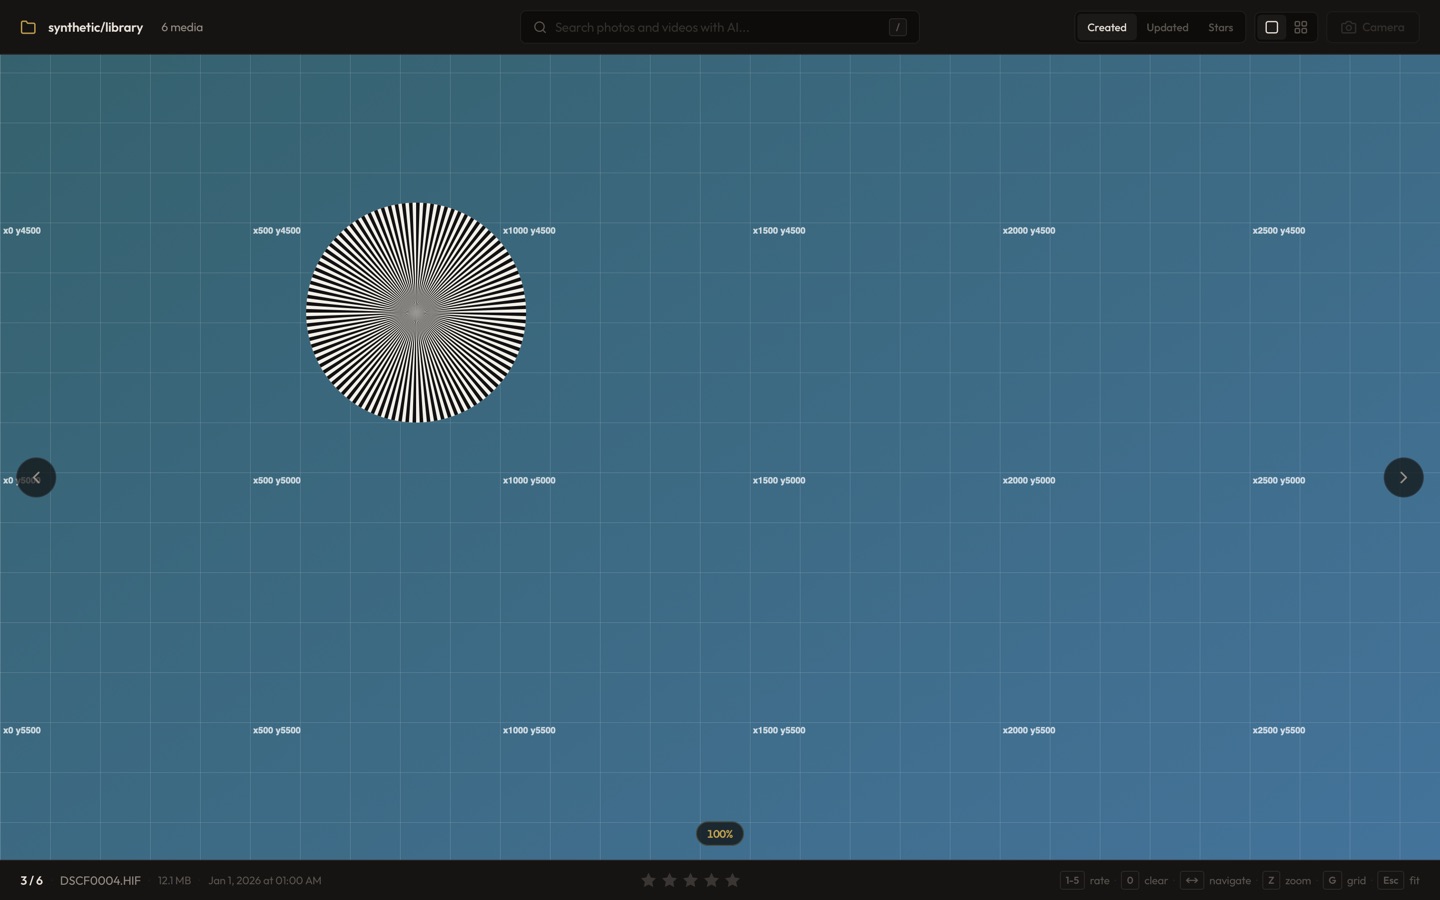 synthetic/library 6 media
Search photos and videos with AI... /
Created Updated Stars
Camera
x0 y4500 x500 y4500 x1000 y4500 x1500 y4500 x2000 y4500 x2500 y4500
x0 y5000 x500 y5000 x1000 y5000 x1500 y5000 x2000 y5000 x2500 y5000
x0 y5500 x500 y5500 x1000 y5500 x1500 y5500 x2000 y5500 x2500 y5500
100%
3 / 6 DSCF0004.HIF 12.1 MB Jan 1, 2026 at 01:00 AM
1-5 rate 0 clear ↔ navigate Z zoom G grid Esc fit